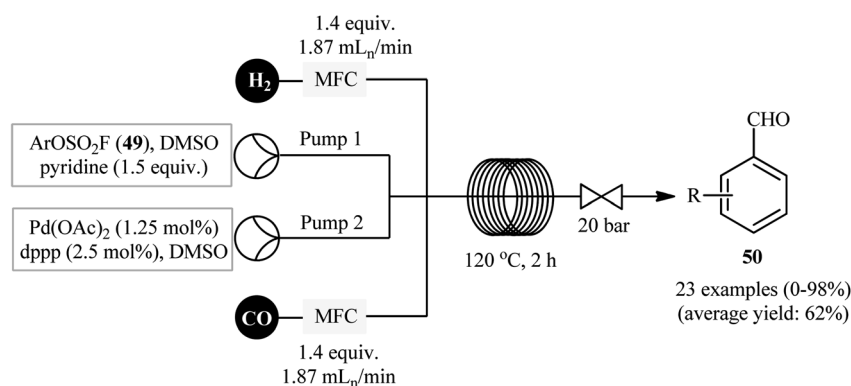 1.4 equiv.
1.87 mLn/min
H2
MFC
ArOSO2F (49), DMSO
pyridine (1.5 equiv.)
Pump 1
Pd(OAc)2 (1.25 mol%)
dppp (2.5 mol%), DMSO
Pump 2
CO
MFC
1.4 equiv.
1.87 mLn/min
120 °C, 2 h
20 bar
CHO
R
50
23 examples (0-98%)
(average yield: 62%)